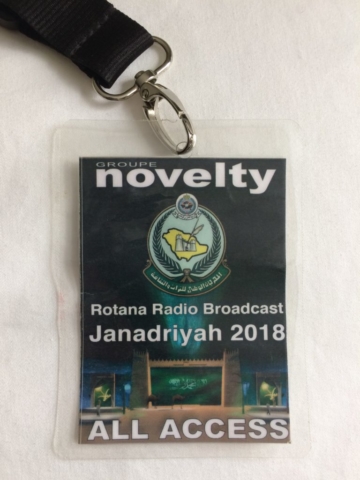 GROUPE
novelty
Rotana Radio Broadcast
Janadriyah 2018
ALL ACCESS